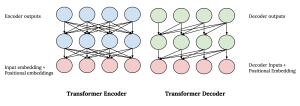 Encoder outputs
Decoder outputs
Input embedding +
Positional embeddings
Decoder Inputs +
Positional Embedding
Transformer Encoder
Transformer Decoder